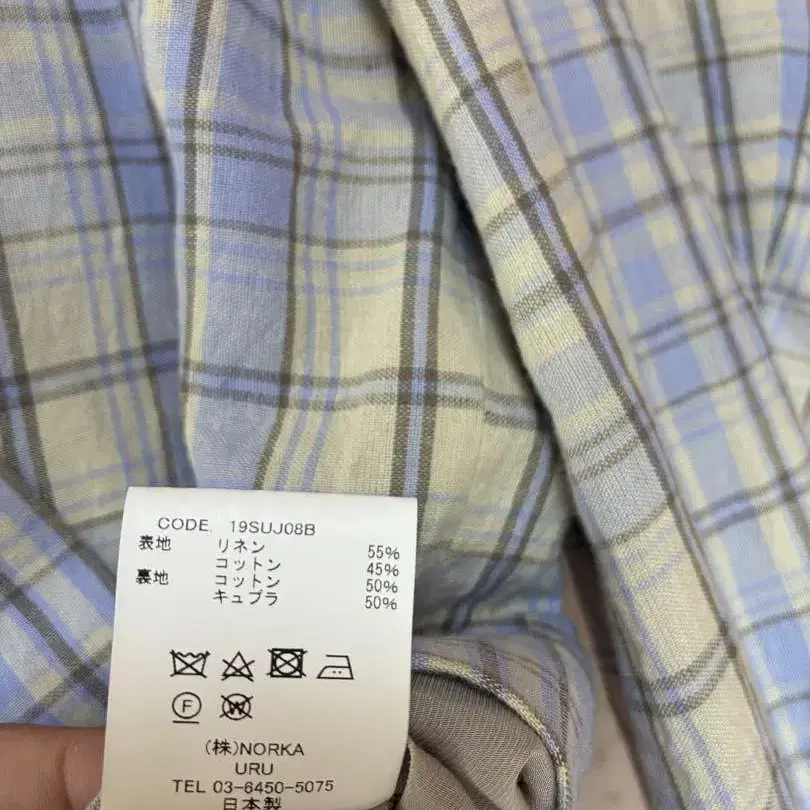 CODE. 19SUJ08B
表地 リネン 55%
コットン 45%
裏地 コットン 50%
キュプラ 50%
F W
(株)NORKA
URU
TEL 03-6450-5075
日本製